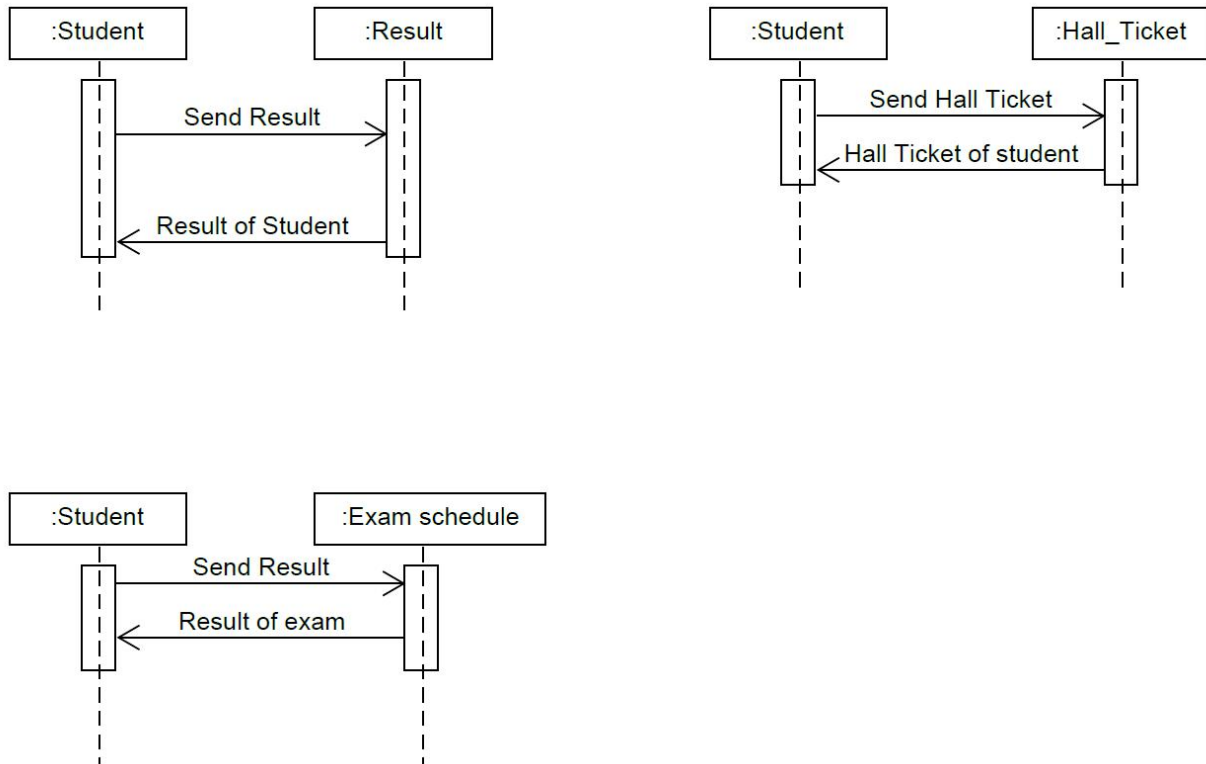 :Student
:Result
Send Result
Result of Student
:Student
:Hall_Ticket
Send Hall Ticket
Hall Ticket of student
:Student
:Exam schedule
Send Result
Result of exam